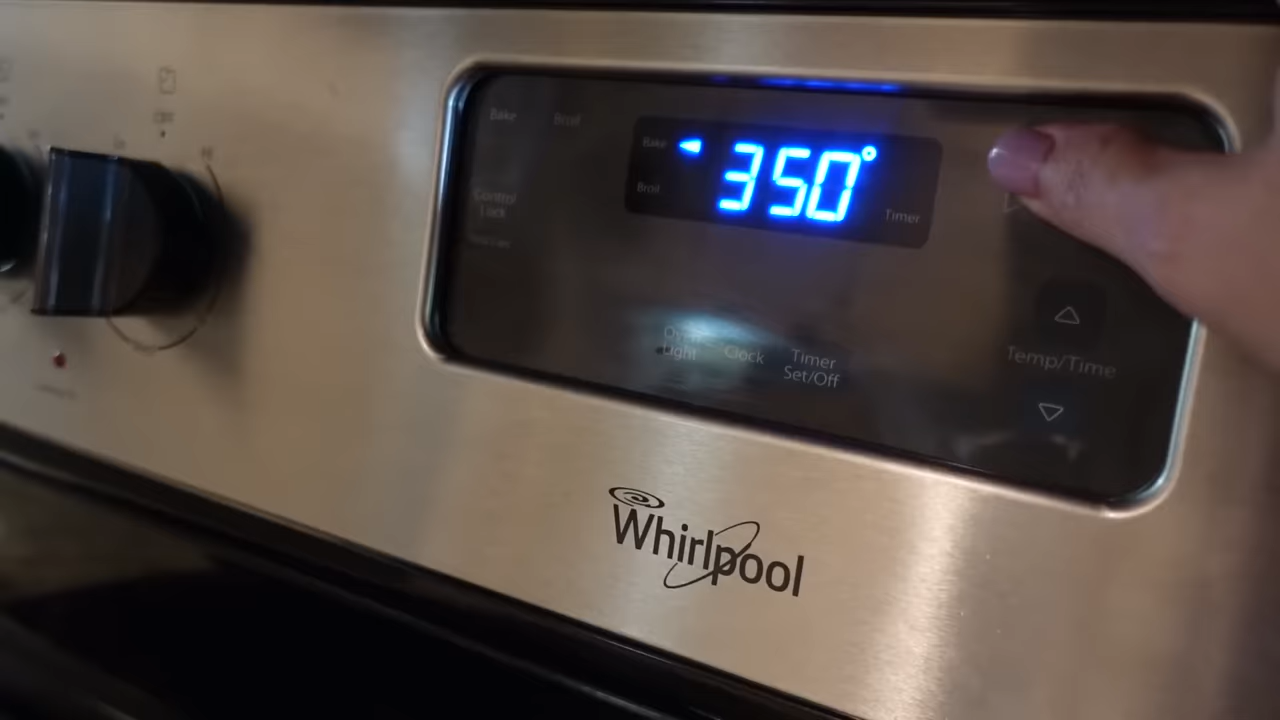 Bake
Broil
Bake
350°
Broil
Timer
Control
Lock
Oven
Light
Clock
Timer
Set/Off
Temp/Time
Whirlpool